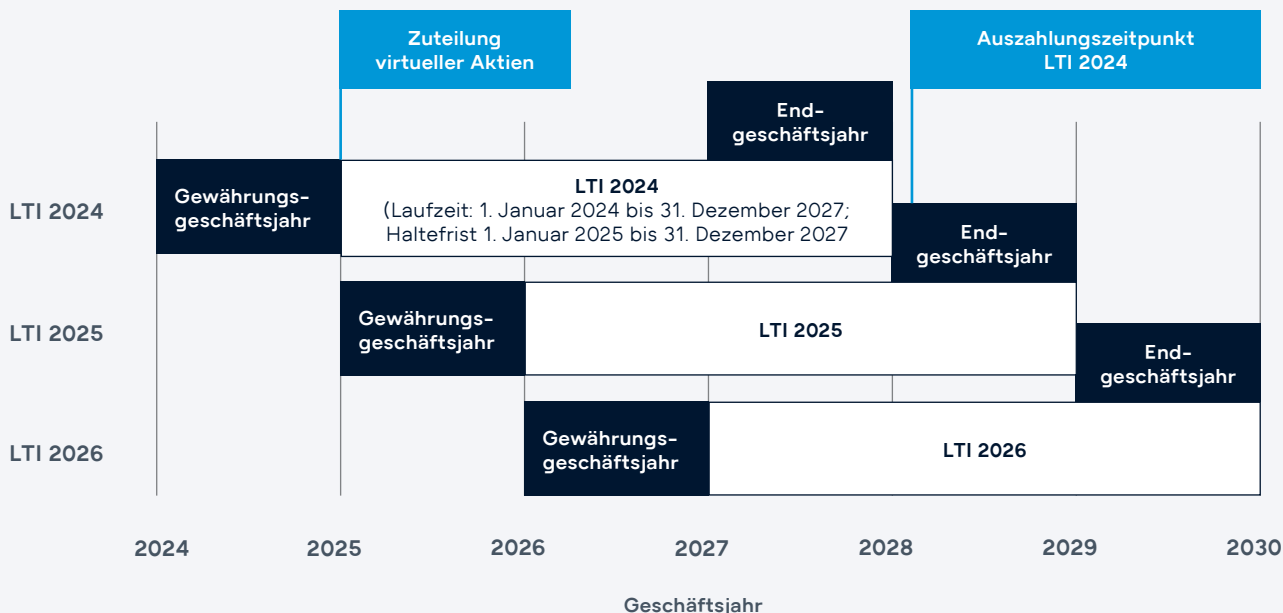 Zuteilung
virtueller Aktien
Auszahlungszeitpunkt
LTI 2024
End-
geschäftsjahr
LTI 2024
Gewährungs-
geschäftsjahr
LTI 2024
(Laufzeit: 1. Januar 2024 bis 31. Dezember 2027;
Haltefrist 1. Januar 2025 bis 31. Dezember 2027
End-
geschäftsjahr
LTI 2025
Gewährungs-
geschäftsjahr
LTI 2025
End-
geschäftsjahr
LTI 2026
Gewährungs-
geschäftsjahr
LTI 2026
2024 2025 2026 2027 2028 2029 2030
Geschäftsjahr